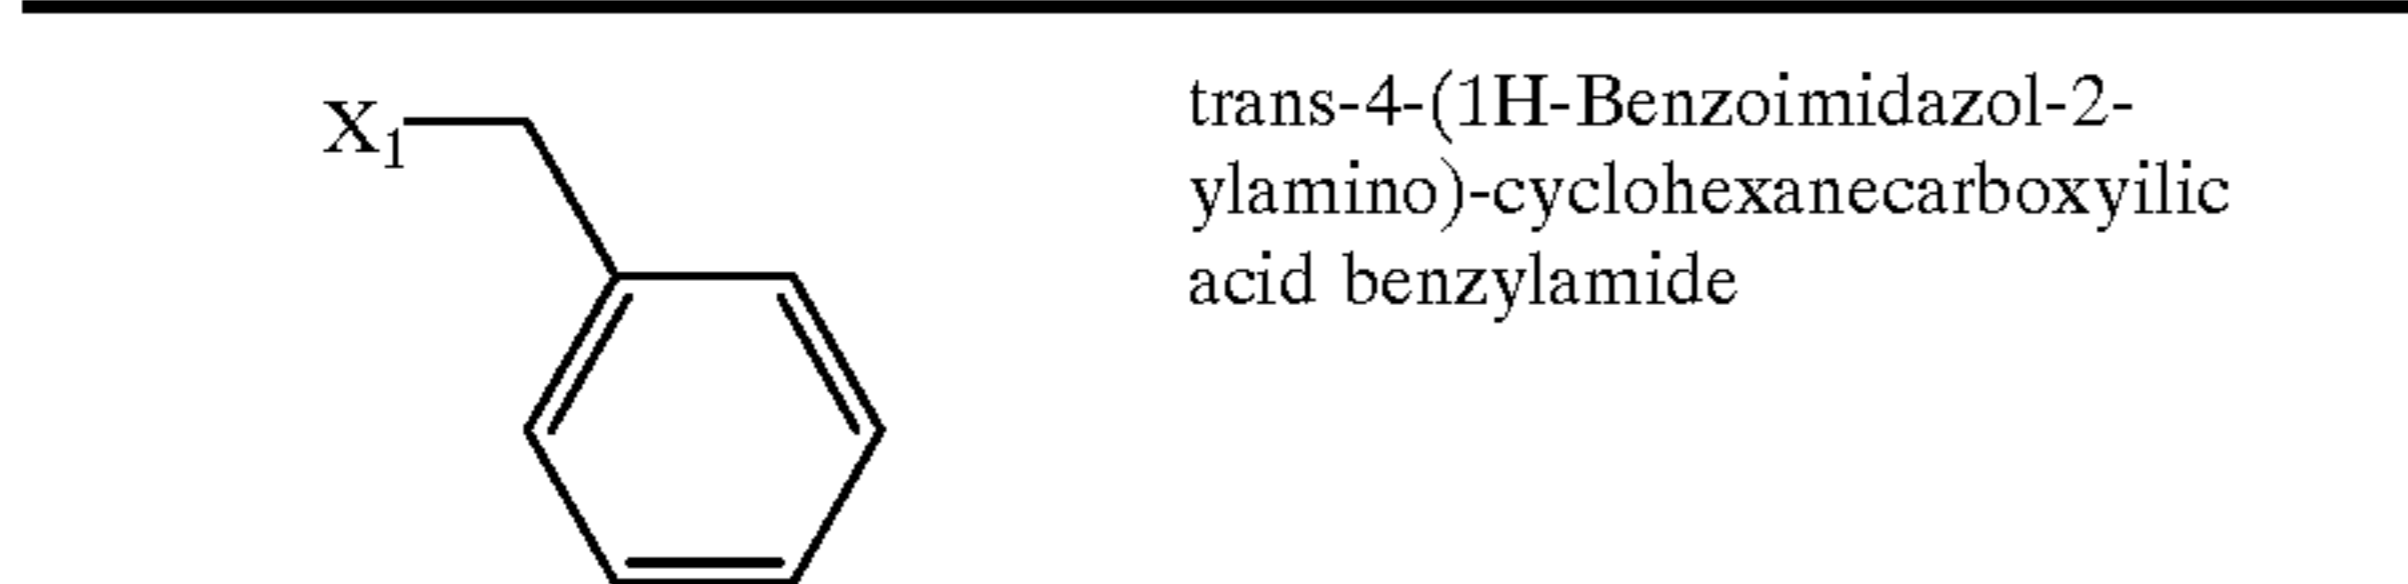 X₁
trans-4-(1H-Benzoimidazol-2-
ylamino)-cyclohexanecarboxyilic
acid benzylamide